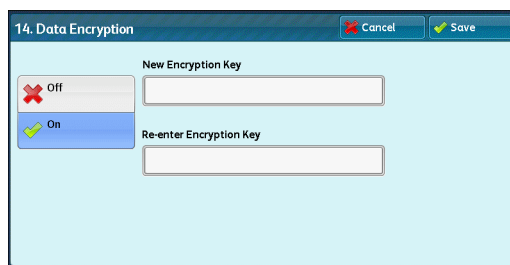 14. Data Encryption
Cancel
Save
New Encryption Key
Off
On
Re-enter Encryption Key